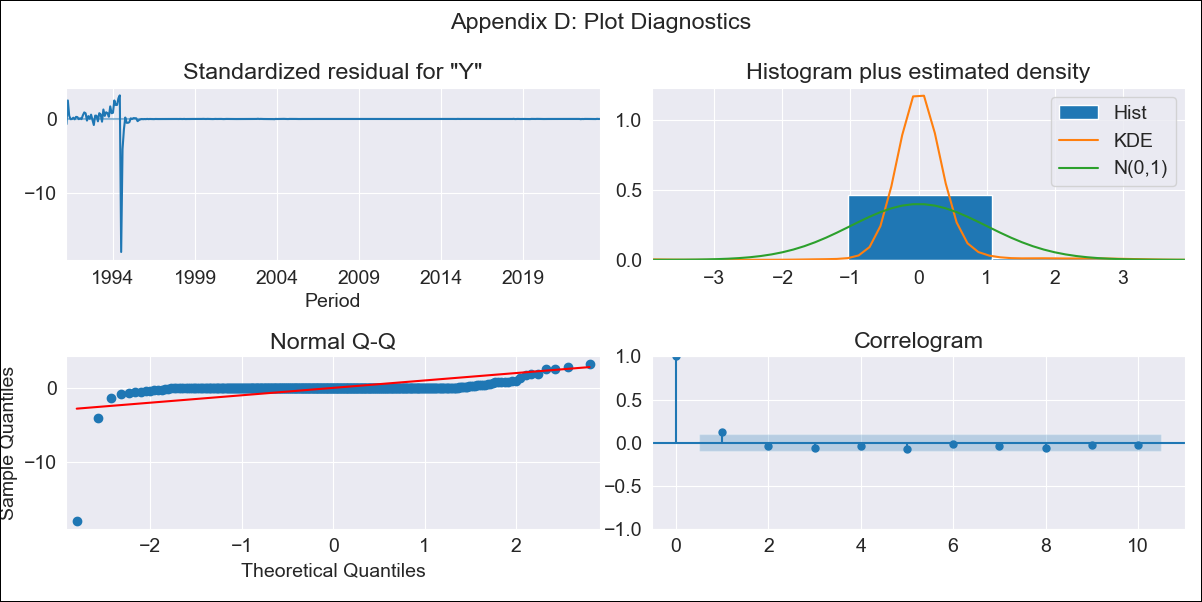 Appendix D: Plot Diagnostics
Standardized residual for "Y"
0
−10
1994 1999 2004 2009 2014 2019
Period
Histogram plus estimated density
1.0
0.5
0.0
−3 −2 −1 0 1 2 3
Hist
KDE
N(0,1)
Normal Q-Q
Sample Quantiles
0
−10
−2 −1 0 1 2
Theoretical Quantiles
Correlogram
1.0
0.5
0.0
−0.5
−1.0
0 2 4 6 8 10